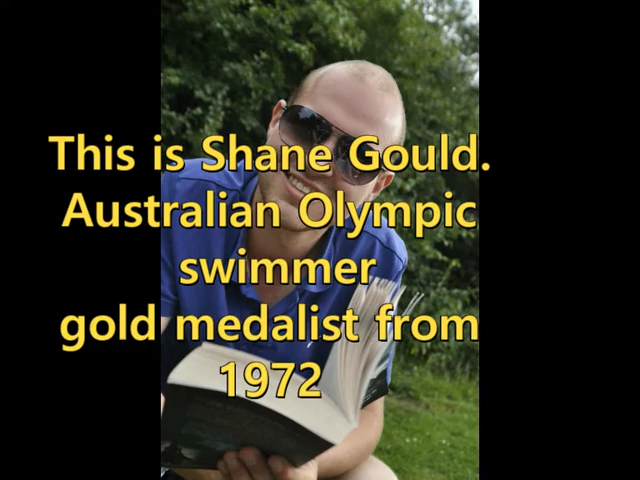 This is Shane Gould.
Australian Olympic
swimmer
gold medalist from
1972